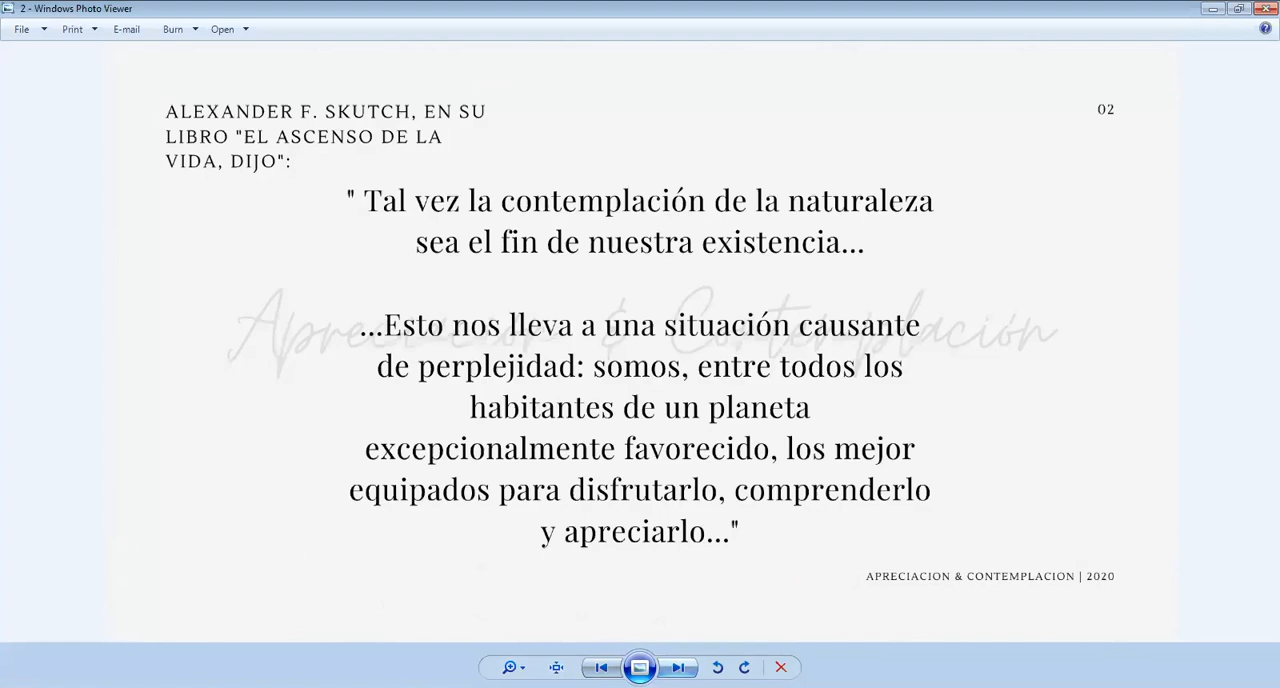 2 - Windows Photo Viewer
File Print E-mail Burn Open
ALEXANDER F. SKUTCH, EN SU
LIBRO "EL ASCENSO DE LA
VIDA, DIJO":
02
" Tal vez la contemplación de la naturaleza
sea el fin de nuestra existencia...
Apreciación & Contemplación
...Esto nos lleva a una situación causante
de perplejidad: somos, entre todos los
habitantes de un planeta
excepcionalmente favorecido, los mejor
equipados para disfrutarlo, comprenderlo
y apreciarlo..."
APRECIACION & CONTEMPLACION | 2020